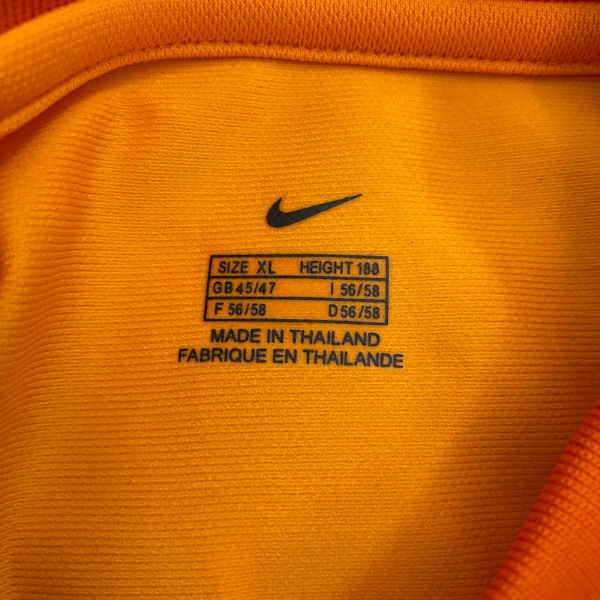 SIZE XL HEIGHT 188
GB 45/47 I 56/58
F 56/58 D 56/58
MADE IN THAILAND
FABRIQUE EN THAILANDE